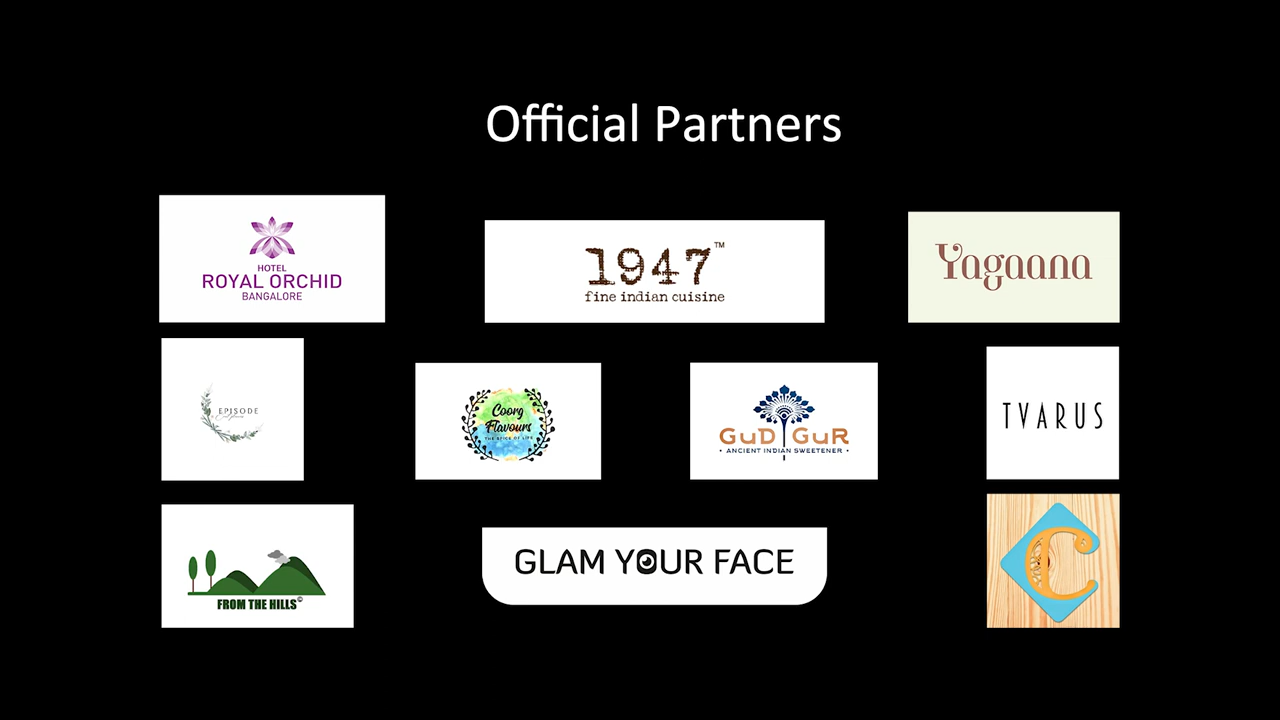 Official Partners
HOTEL
ROYAL ORCHID
BANGALORE
1947™
fine indian cuisine
Yagaana
EPISODE
Coorg
Flavours
THE SPICE OF LIFE
GUD GUR
• ANCIENT INDIAN SWEETENER •
TVARUS
FROM THE HILLS©
GLAM YOUR FACE
C